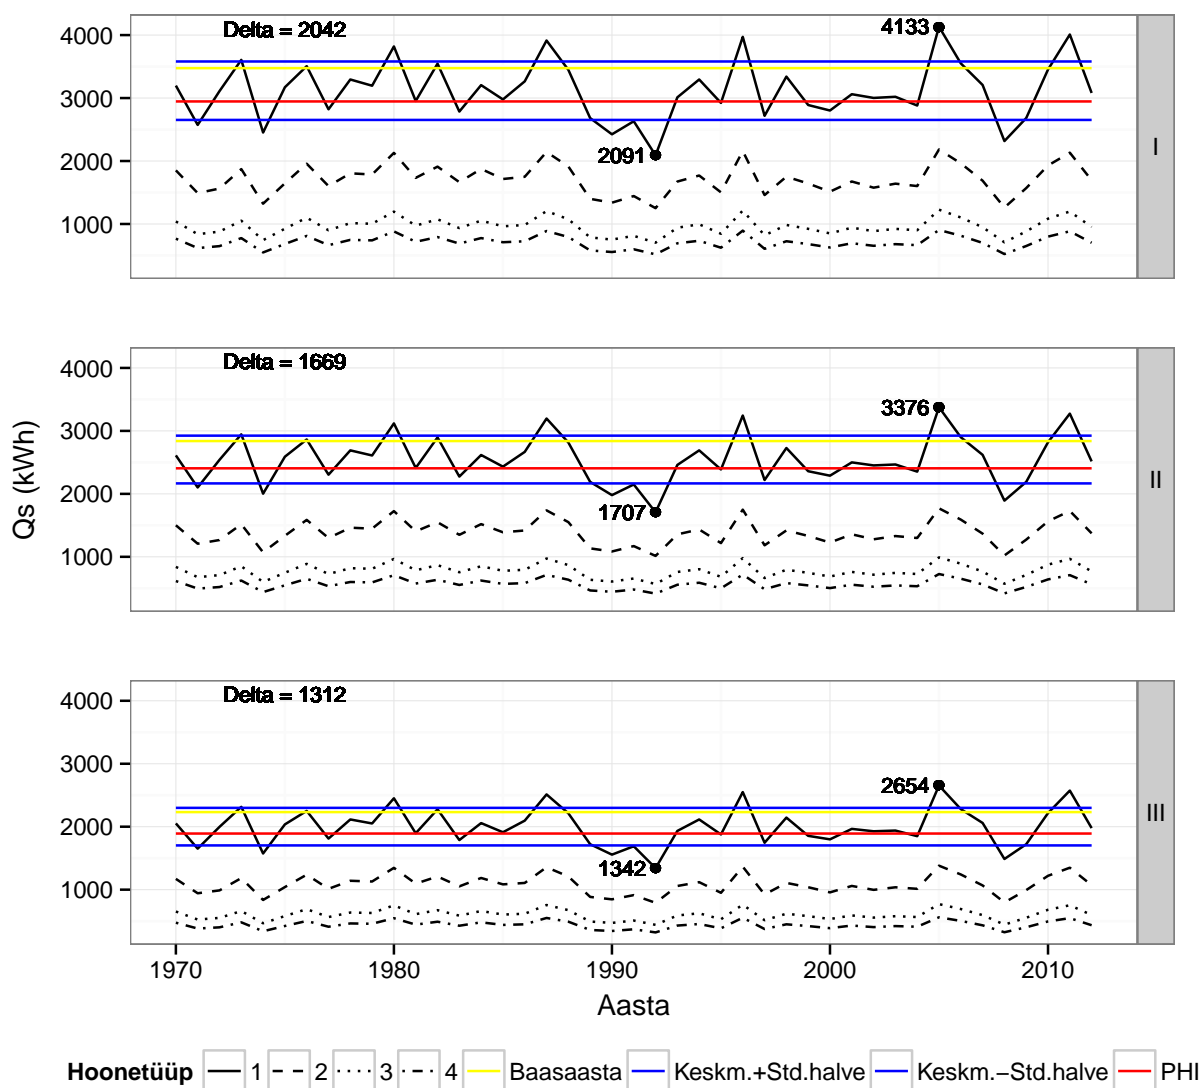 Delta = 2042
4133
2091
4000
3000
2000
1000
I
Delta = 1669
3376
1707
4000
3000
2000
1000
II
Qs (kWh)
Delta = 1312
2654
1342
4000
3000
2000
1000
III
1970 1980 1990 2000 2010
Aasta
Hoonetüüp 1 2 3 4 Baasaasta Keskm.+Std.halve Keskm.−Std.halve PHI